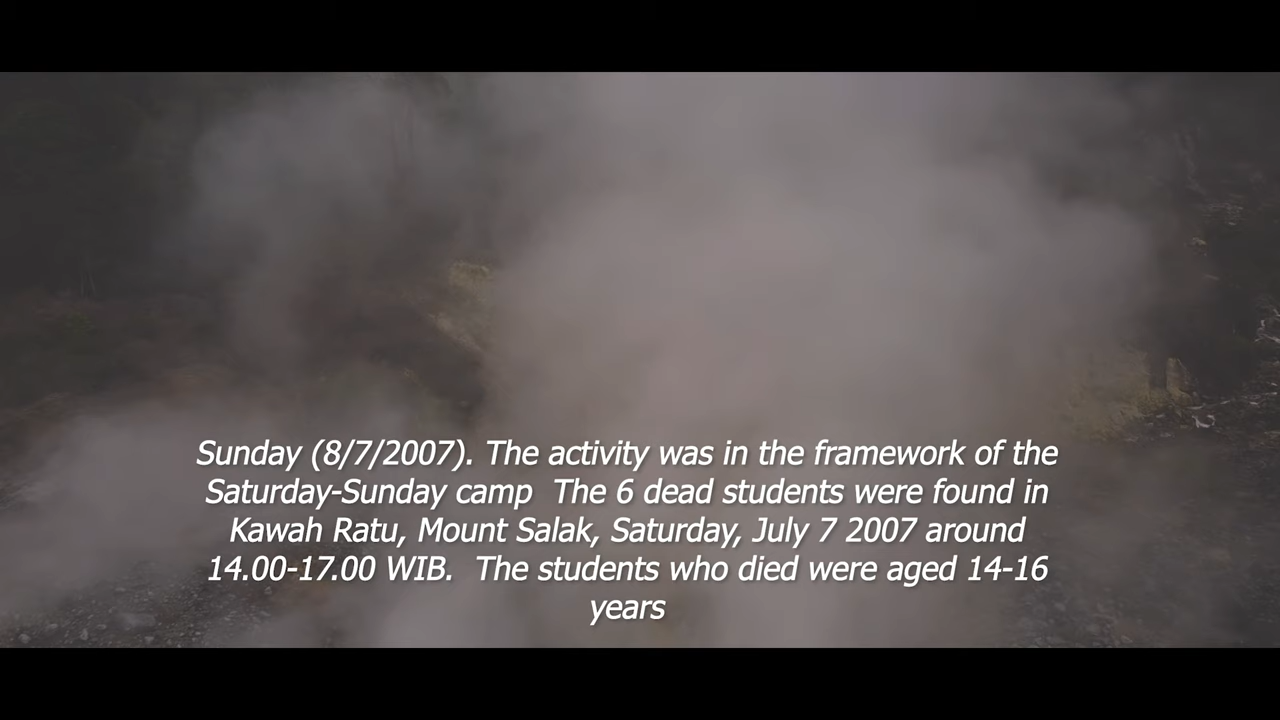 Sunday (8/7/2007). The activity was in the framework of the
Saturday-Sunday camp  The 6 dead students were found in
Kawah Ratu, Mount Salak, Saturday, July 7 2007 around
14.00-17.00 WIB.  The students who died were aged 14-16
years